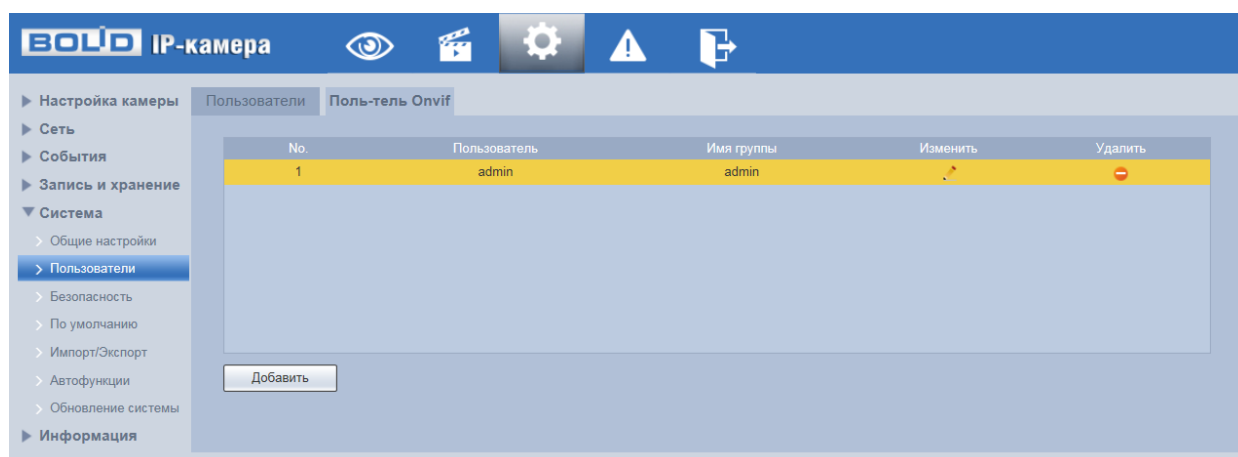 BOLID IP-камера
Настройка камеры
Сеть
События
Запись и хранение
Система
Общие настройки
Пользователи
Безопасность
По умолчанию
Импорт/Экспорт
Автофункции
Обновление системы
Информация
Пользователи Поль-тель Onvif
No. Пользователь Имя группы Изменить Удалить
1 admin admin
Добавить